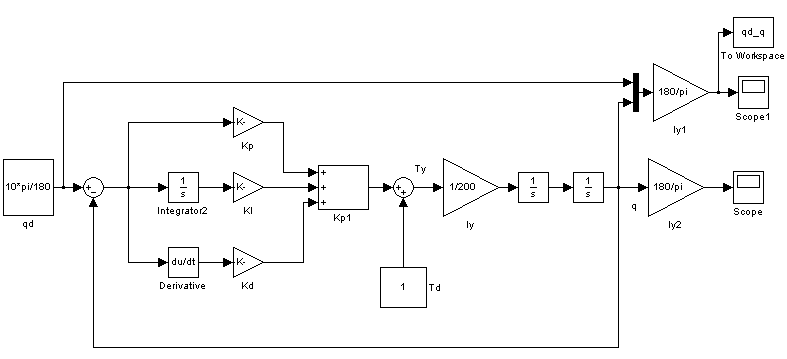 qd_q
To Workspace
180/pi
Iy1
Scope1
K-
Kp
10*pi/180
qd
+
−
1
s
Integrator2
K-
KI
+
+
+
Kp1
+
+
Ty
1/200
Iy
1
s
1
s
q
180/pi
Iy2
Scope
du/dt
Derivative
K-
Kd
1
Td